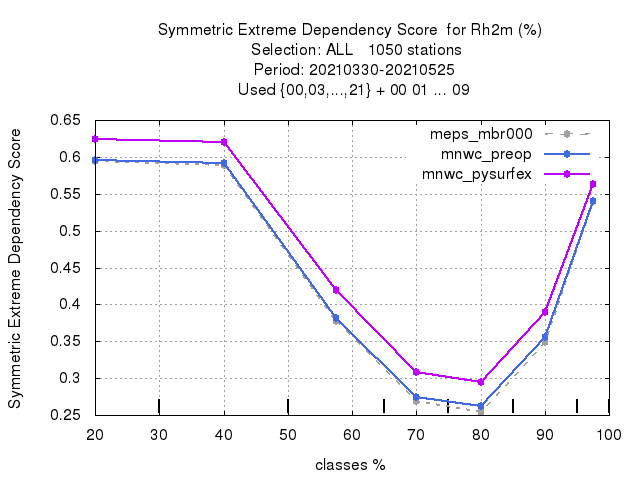 Symmetric Extreme Dependency Score  for Rh2m (%)
Selection: ALL   1050 stations
Period: 20210330-20210525
Used {00,03,...,21} + 00 01 ... 09
Symmetric Extreme Dependency Score
0.65
0.6
0.55
0.5
0.45
0.4
0.35
0.3
0.25
meps_mbr000
mnwc_preop
mnwc_pysurfex
20 30 40 50 60 70 80 90 100
classes %